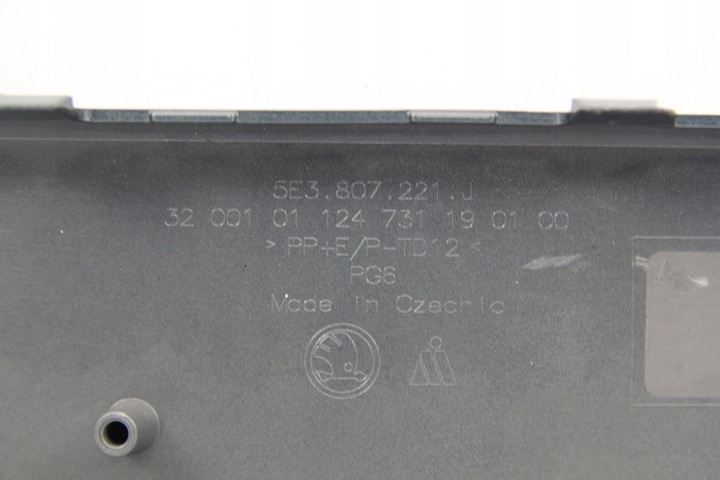 5E3.807.221.J
32 001 01 124 731 19 01 00
> PP+E/P-TD12 <
PG6
Made in Czechia